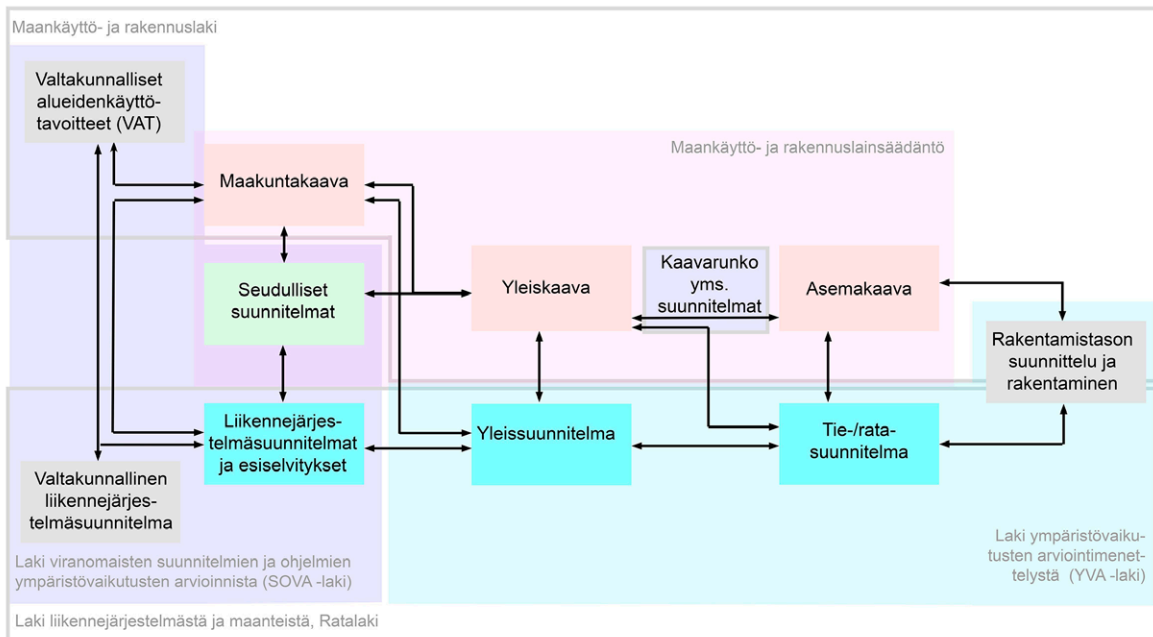 Maankäyttö- ja rakennuslaki
Valtakunnalliset
alueidenkäyttö-
tavoitteet (VAT)
Maankäyttö- ja rakennuslainsäädäntö
Maakuntakaava
Seudulliset
suunnitelmat
Yleiskaava
Kaavarunko
yms.
suunnitelmat
Asemakaava
Rakentamistason
suunnittelu ja
rakentaminen
Liikennejärjes-
telmäsuunnitelmat
ja esiselvitykset
Yleissuunnitelma
Tie-/rata-
suunnitelma
Valtakunnallinen
liikennejärjes-
telmäsuunnitelma
Laki viranomaisten suunnitelmien ja ohjelmien
ympäristövaikutusten arvioinnista (SOVA -laki)
Laki ympäristövaiku-
tusten arviointimenet-
telystä (YVA -laki)
Laki liikennejärjestelmästä ja maanteistä, Ratalaki